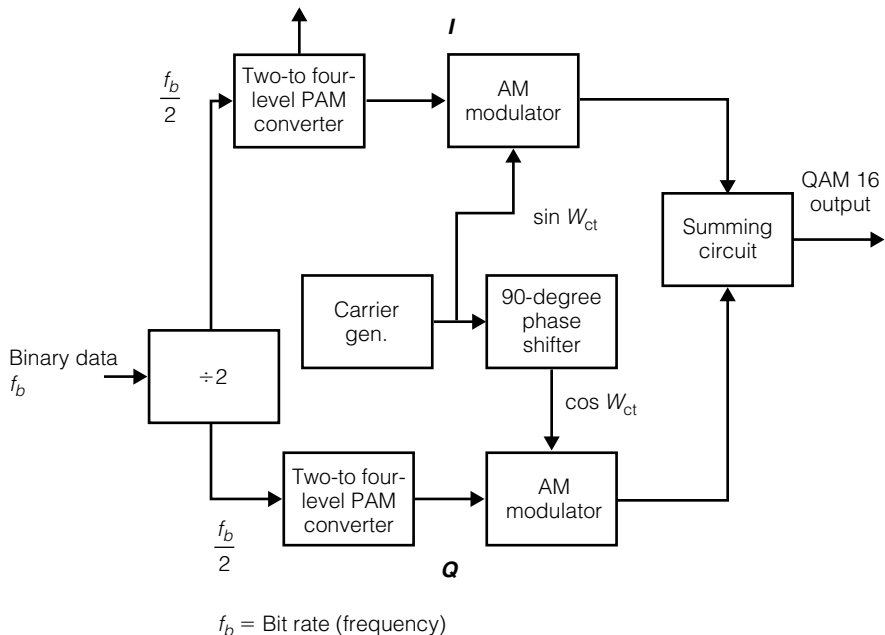 I
Two-to four-
level PAM
converter
AM
modulator
f_b
2
QAM 16
output
sin W_ct
Summing
circuit
Carrier
gen.
90-degree
phase
shifter
Binary data
f_b
÷2
cos W_ct
Two-to four-
level PAM
converter
AM
modulator
f_b
2
Q
f_b = Bit rate (frequency)